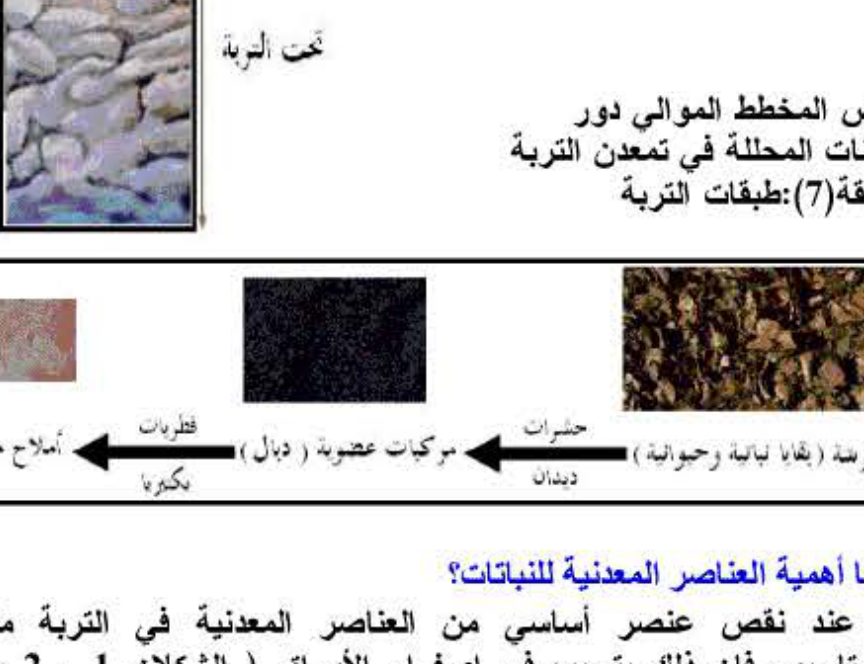 تحت التربة
المخطط الموالي دور
المحللة في تمعدن التربة
(7):طبقات التربة
حشرات
فطريات
(بقايا نباتية وحيوانية)
مركبات عضوية (دبال)
أملاح
ديدان
بكتيريا
أهمية العناصر المعدنية للنباتات؟
عند نقص عنصر أساسي من العناصر المعدنية في التربة